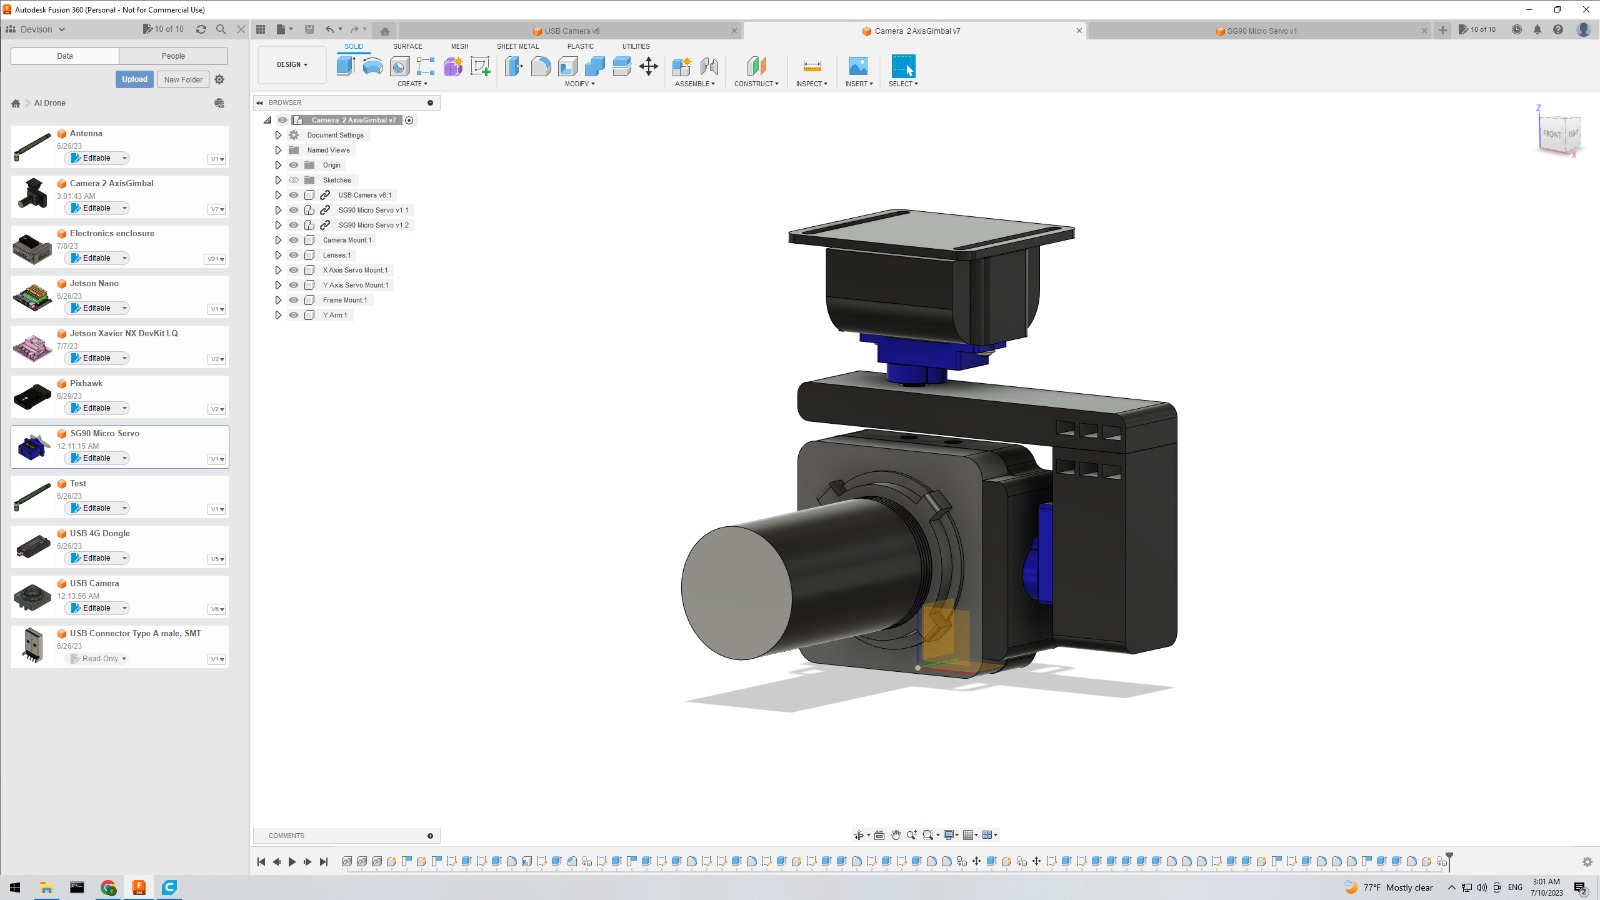 Autodesk Fusion 360 (Personal - Not for Commercial Use)
Devison
10 of 10
USB Camera v6
Camera 2 AxisGimbal v7
SG90 Micro Servo v1
10 of 10
Data
People
Upload
New Folder
AI Drone
Antenna
6/26/23
Editable
V1
Camera 2 AxisGimbal
3:01:43 AM
Editable
V7
Electronics enclosure
7/8/23
Editable
V21
Jetson Nano
6/26/23
Editable
V1
Jetson Xavier NX DevKit LQ
7/7/23
Editable
V2
Pixhawk
6/29/23
Editable
V2
SG90 Micro Servo
12:11:15 AM
Editable
V1
Test
6/26/23
Editable
V1
USB 4G Dongle
6/26/23
Editable
V5
USB Camera
12:13:56 AM
Editable
V6
USB Connector Type A male, SMT
6/26/23
Read-Only
V1
SOLID
SURFACE
MESH
SHEET METAL
PLASTIC
UTILITIES
DESIGN
CREATE
MODIFY
ASSEMBLE
CONSTRUCT
INSPECT
INSERT
SELECT
BROWSER
Camera 2 AxisGimbal v7
Document Settings
Named Views
Origin
Sketches
USB Camera v6:1
SG90 Micro Servo v1:1
SG90 Micro Servo v1:2
Camera Mount:1
Lenses:1
X Axis Servo Mount:1
Y Axis Servo Mount:1
Frame Mount:1
Y Arm:1
Z
FRONT
RIGHT
X
COMMENTS
77°F Mostly clear
ENG
3:01 AM
7/10/2023
2